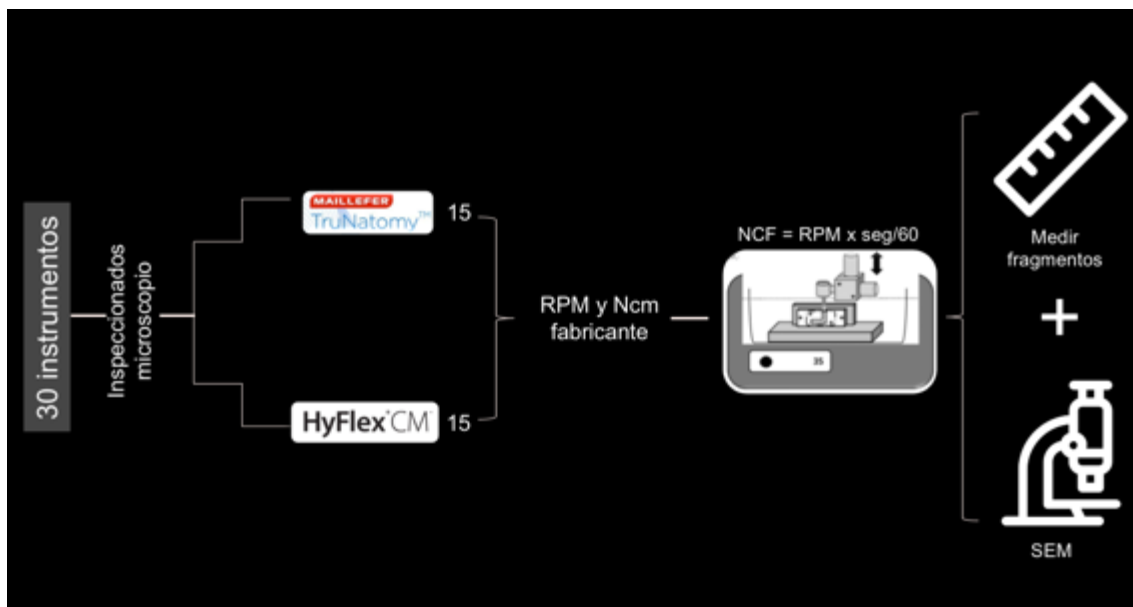 30 instrumentos
Inspeccionados
microscopio
MAILLEFER
TruNatomy™
15
HyFlex CM
15
RPM y Ncm
fabricante
NCF = RPM x seg/60
35
Medir
fragmentos
+
SEM